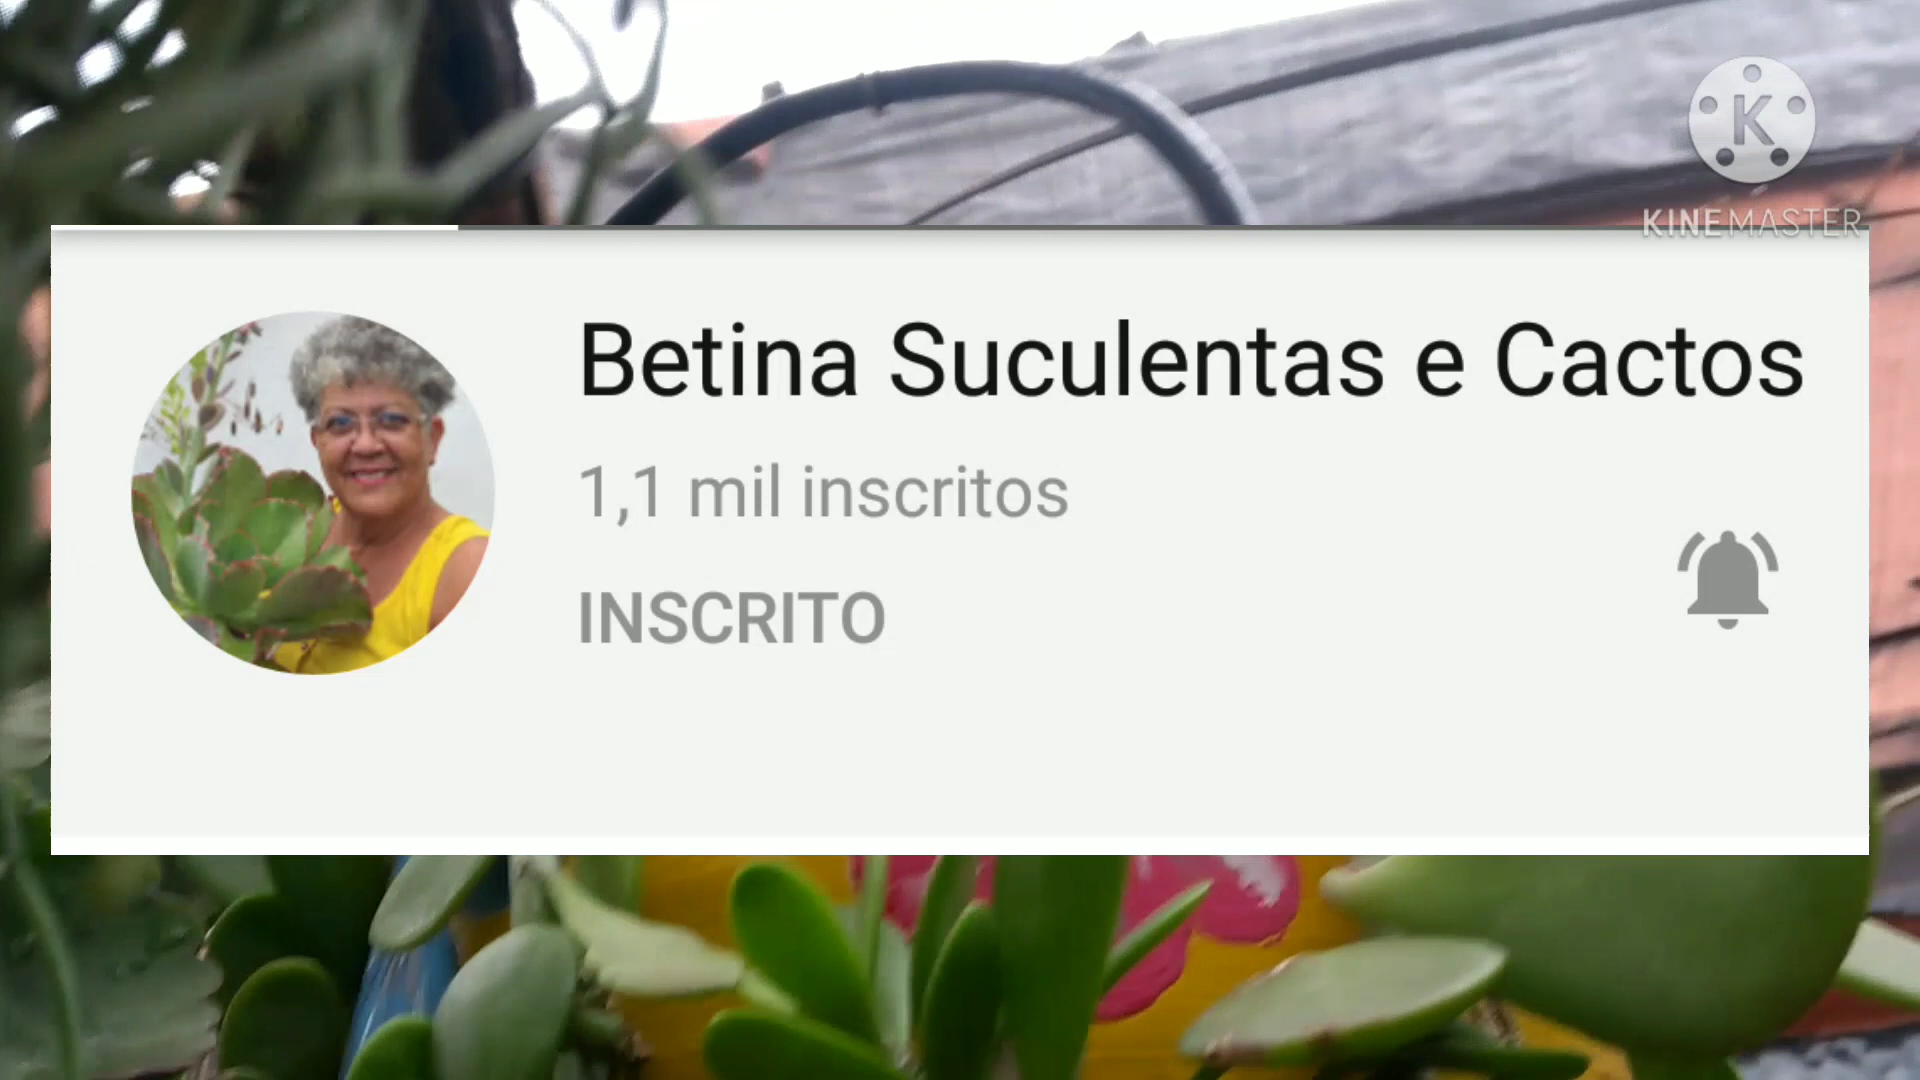 K
KINEMASTER
Betina Suculentas e Cactos
1,1 mil inscritos
INSCRITO